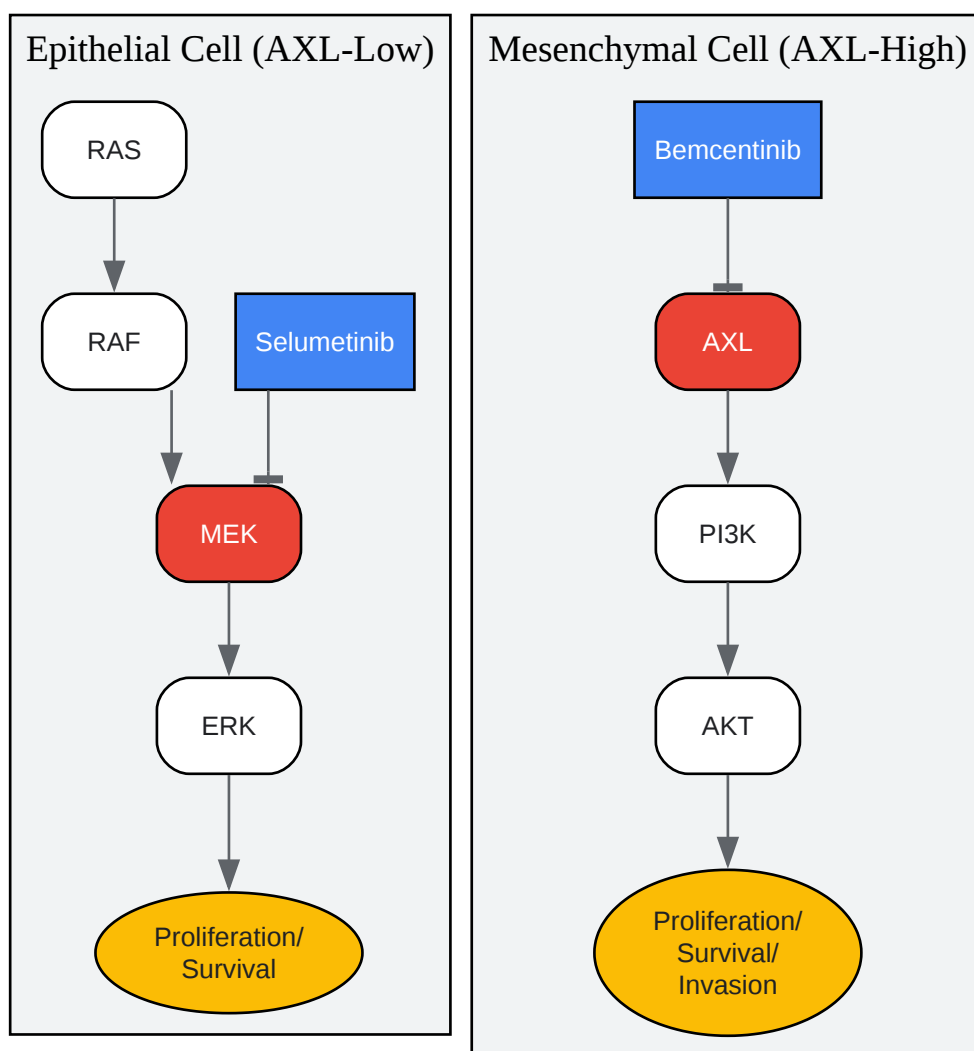 Epithelial Cell (AXL-Low)
RAS
RAF
Selumetinib
MEK
ERK
Proliferation/
Survival
Mesenchymal Cell (AXL-High)
Bemcentinib
AXL
PI3K
AKT
Proliferation/
Survival/
Invasion